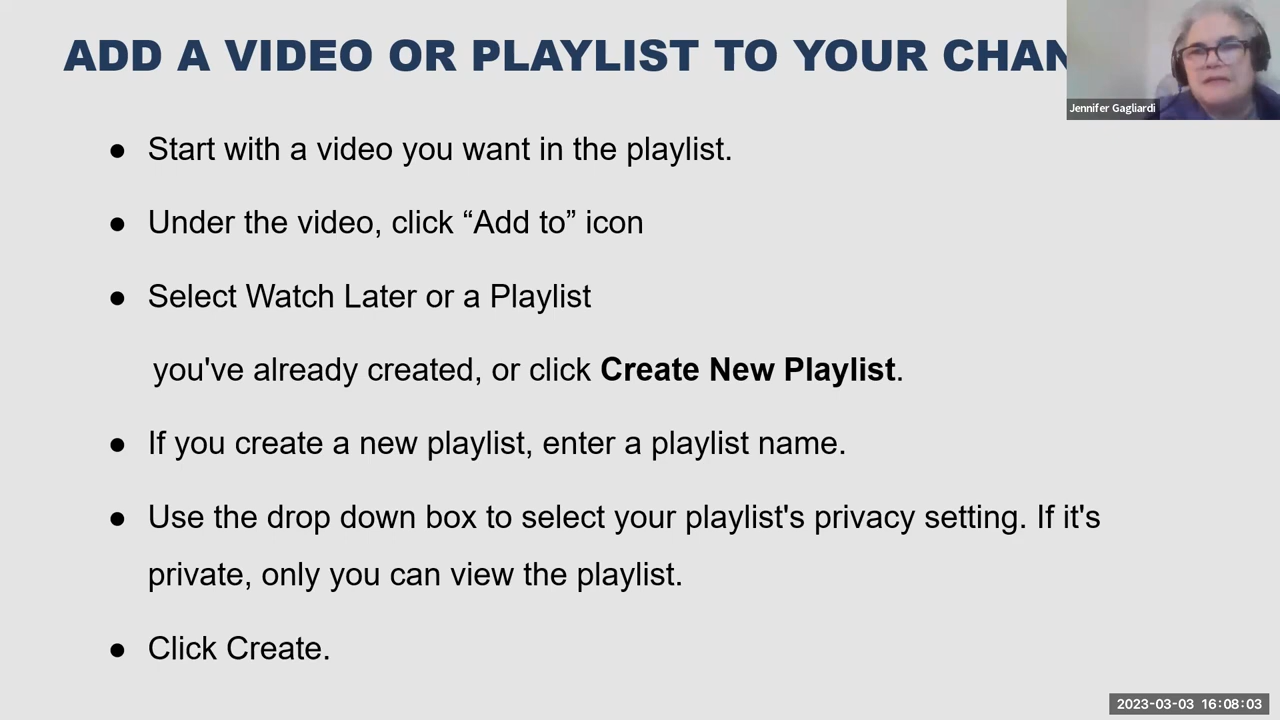 ADD A VIDEO OR PLAYLIST TO YOUR CHAN
Jennifer Gagliardi
● Start with a video you want in the playlist.
● Under the video, click “Add to” icon
● Select Watch Later or a Playlist
you've already created, or click Create New Playlist.
● If you create a new playlist, enter a playlist name.
● Use the drop down box to select your playlist's privacy setting. If it's
private, only you can view the playlist.
● Click Create.
2023-03-03 16:08:03